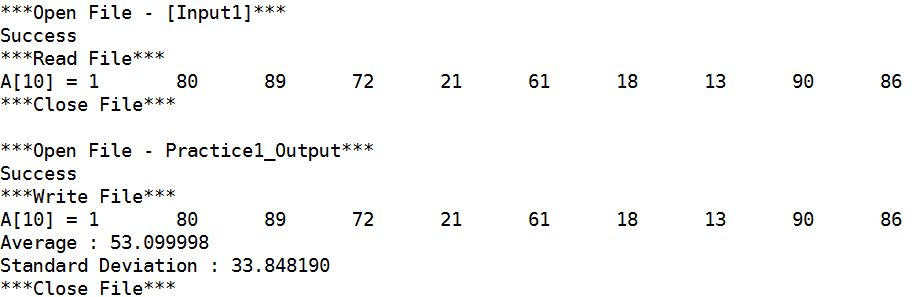 ***Open File - [Input1]***
Success
***Read File***
A[10] = 1 80 89 72 21 61 18 13 90 86
***Close File***

***Open File - Practice1_Output***
Success
***Write File***
A[10] = 1 80 89 72 21 61 18 13 90 86
Average : 53.099998
Standard Deviation : 33.848190
***Close File***